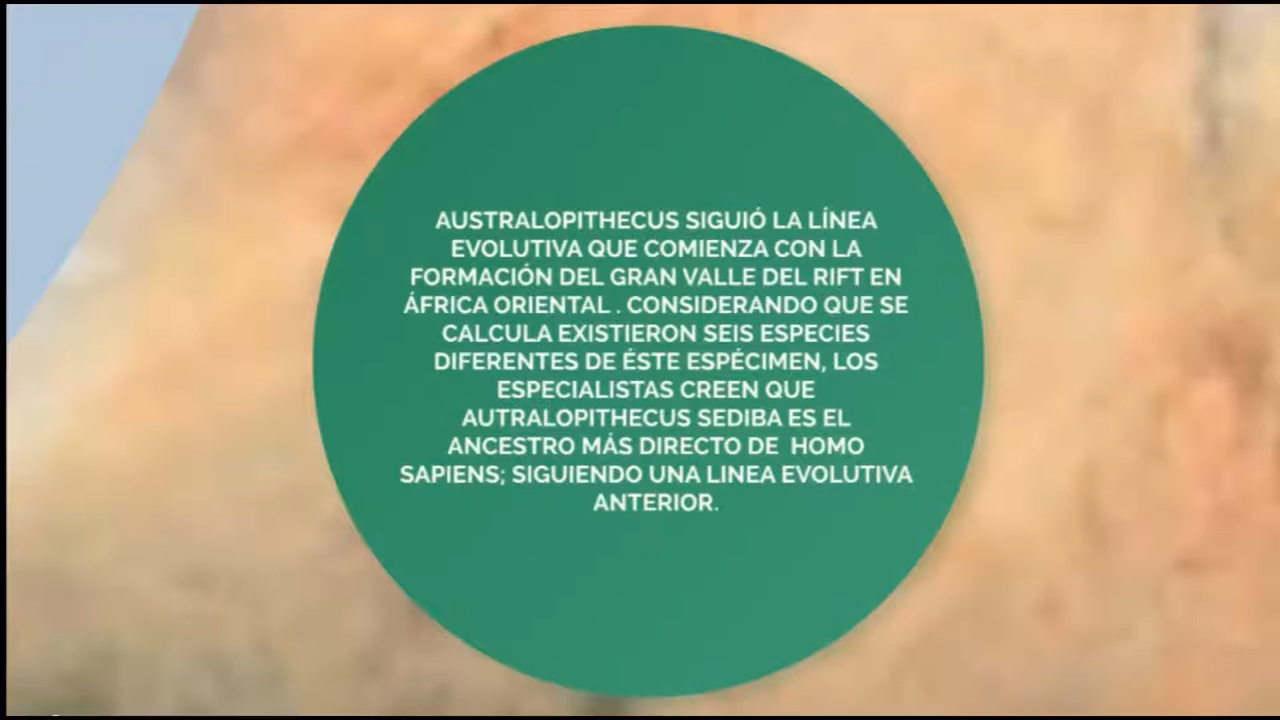 AUSTRALOPITHECUS SIGUIÓ LA LÍNEA
EVOLUTIVA QUE COMIENZA CON LA
FORMACIÓN DEL GRAN VALLE DEL RIFT EN
ÁFRICA ORIENTAL . CONSIDERANDO QUE SE
CALCULA EXISTIERON SEIS ESPECIES
DIFERENTES DE ÉSTE ESPÉCIMEN, LOS
ESPECIALISTAS CREEN QUE
AUTRALOPITHECUS SEDIBA ES EL
ANCESTRO MÁS DIRECTO DE  HOMO
SAPIENS; SIGUIENDO UNA LINEA EVOLUTIVA
ANTERIOR.